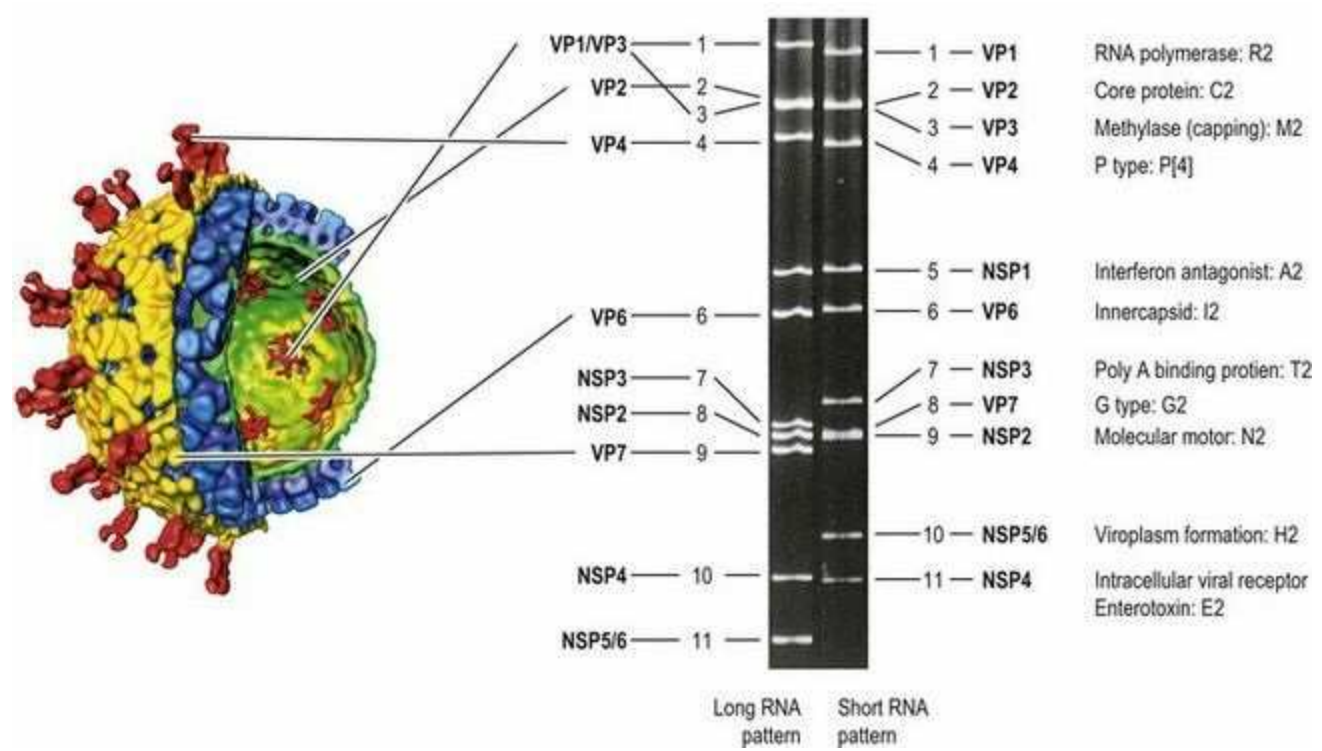 VP1/VP3 1
VP2 2
3
VP4 4
VP6 6
NSP3 7
NSP2 8
VP7 9
NSP4 10
NSP5/6 11
1 VP1 RNA polymerase: R2
2 VP2 Core protein: C2
3 VP3 Methylase (capping): M2
4 VP4 P type: P[4]
5 NSP1 Interferon antagonist: A2
6 VP6 Innercapsid: I2
7 NSP3 Poly A binding protien: T2
8 VP7 G type: G2
9 NSP2 Molecular motor: N2
10 NSP5/6 Viroplasm formation: H2
11 NSP4 Intracellular viral receptor
Enterotoxin: E2
Long RNA
pattern
Short RNA
pattern